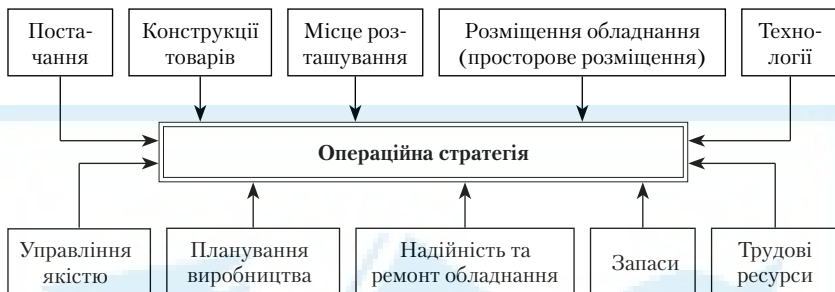 Поста-
чання
Конструкції
товарів
Місце роз-
ташування
Розміщення обладнання
(просторове розміщення)
Техно-
логії
Операційна стратегія
Управління
якістю
Планування
виробництва
Надійність та
ремонт обладнання
Запаси
Трудові
ресурси